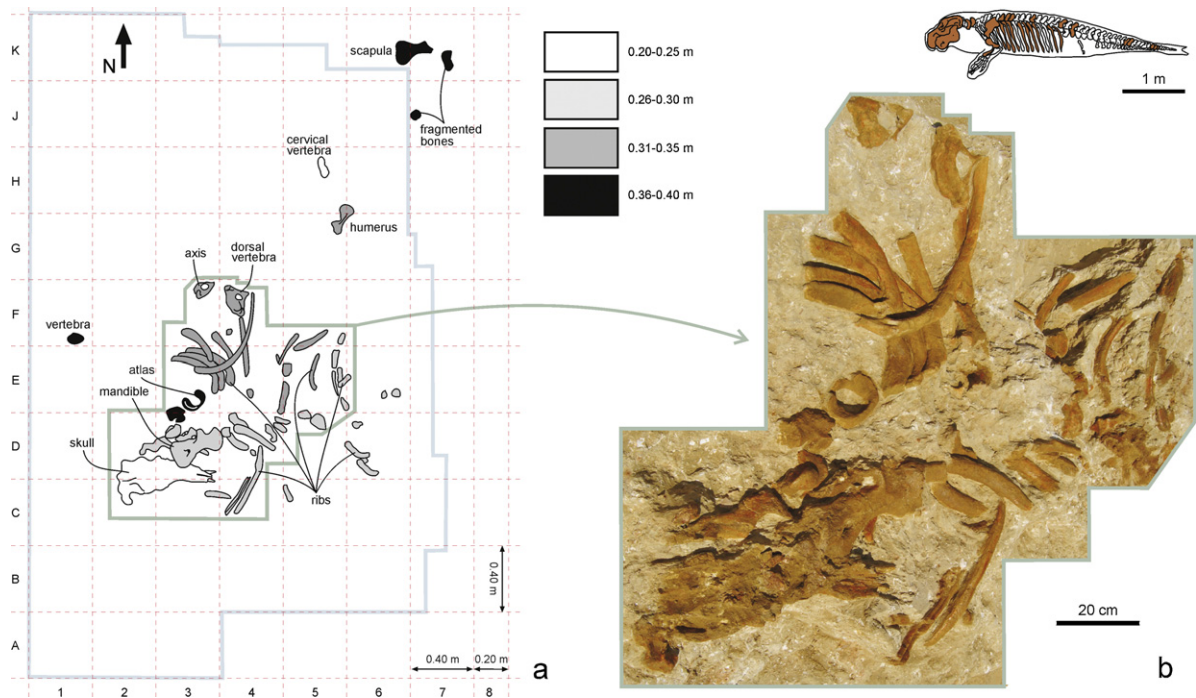 K
J
H
G
F
E
D
C
B
A
N
scapula
fragmented
bones
cervical
vertebra
humerus
axis
dorsal
vertebra
vertebra
atlas
mandible
skull
ribs
0.40 m
0.40 m
0.20 m
1
2
3
4
5
6
7
8
a
0.20-0.25 m
0.26-0.30 m
0.31-0.35 m
0.36-0.40 m
1 m
20 cm
b